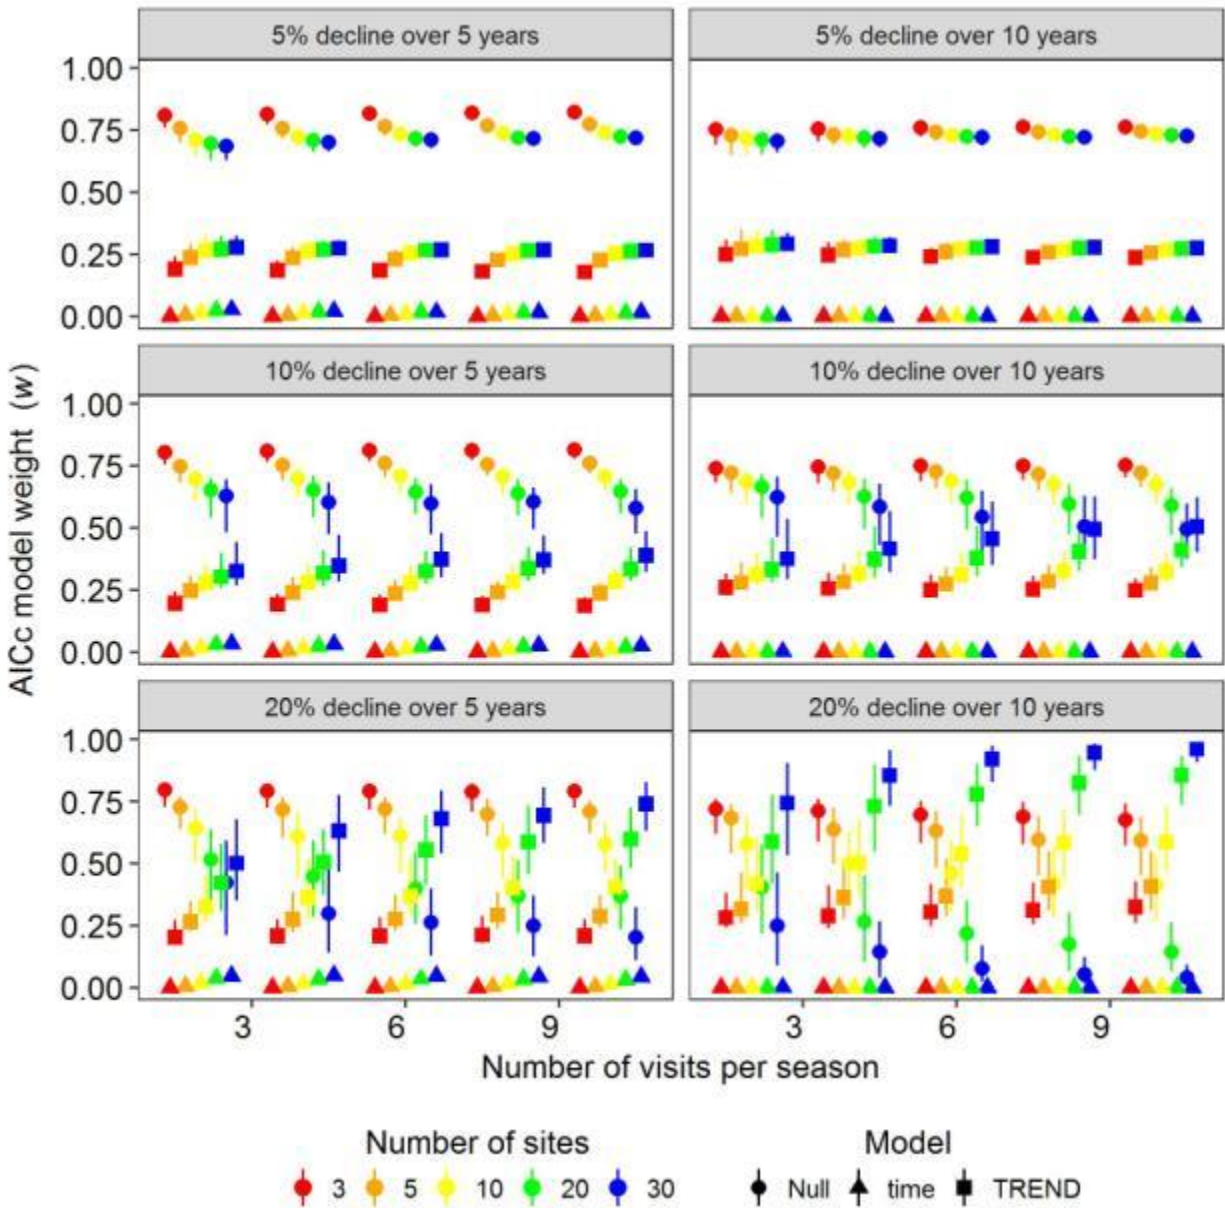 5% decline over 5 years
5% decline over 10 years
1.00
0.75
0.50
0.25
0.00
10% decline over 5 years
10% decline over 10 years
1.00
0.75
0.50
0.25
0.00
20% decline over 5 years
20% decline over 10 years
1.00
0.75
0.50
0.25
0.00
AICc model weight (w)
3 6 9
3 6 9
Number of visits per season
Number of sites
3 5 10 20 30
Model
Null time TREND